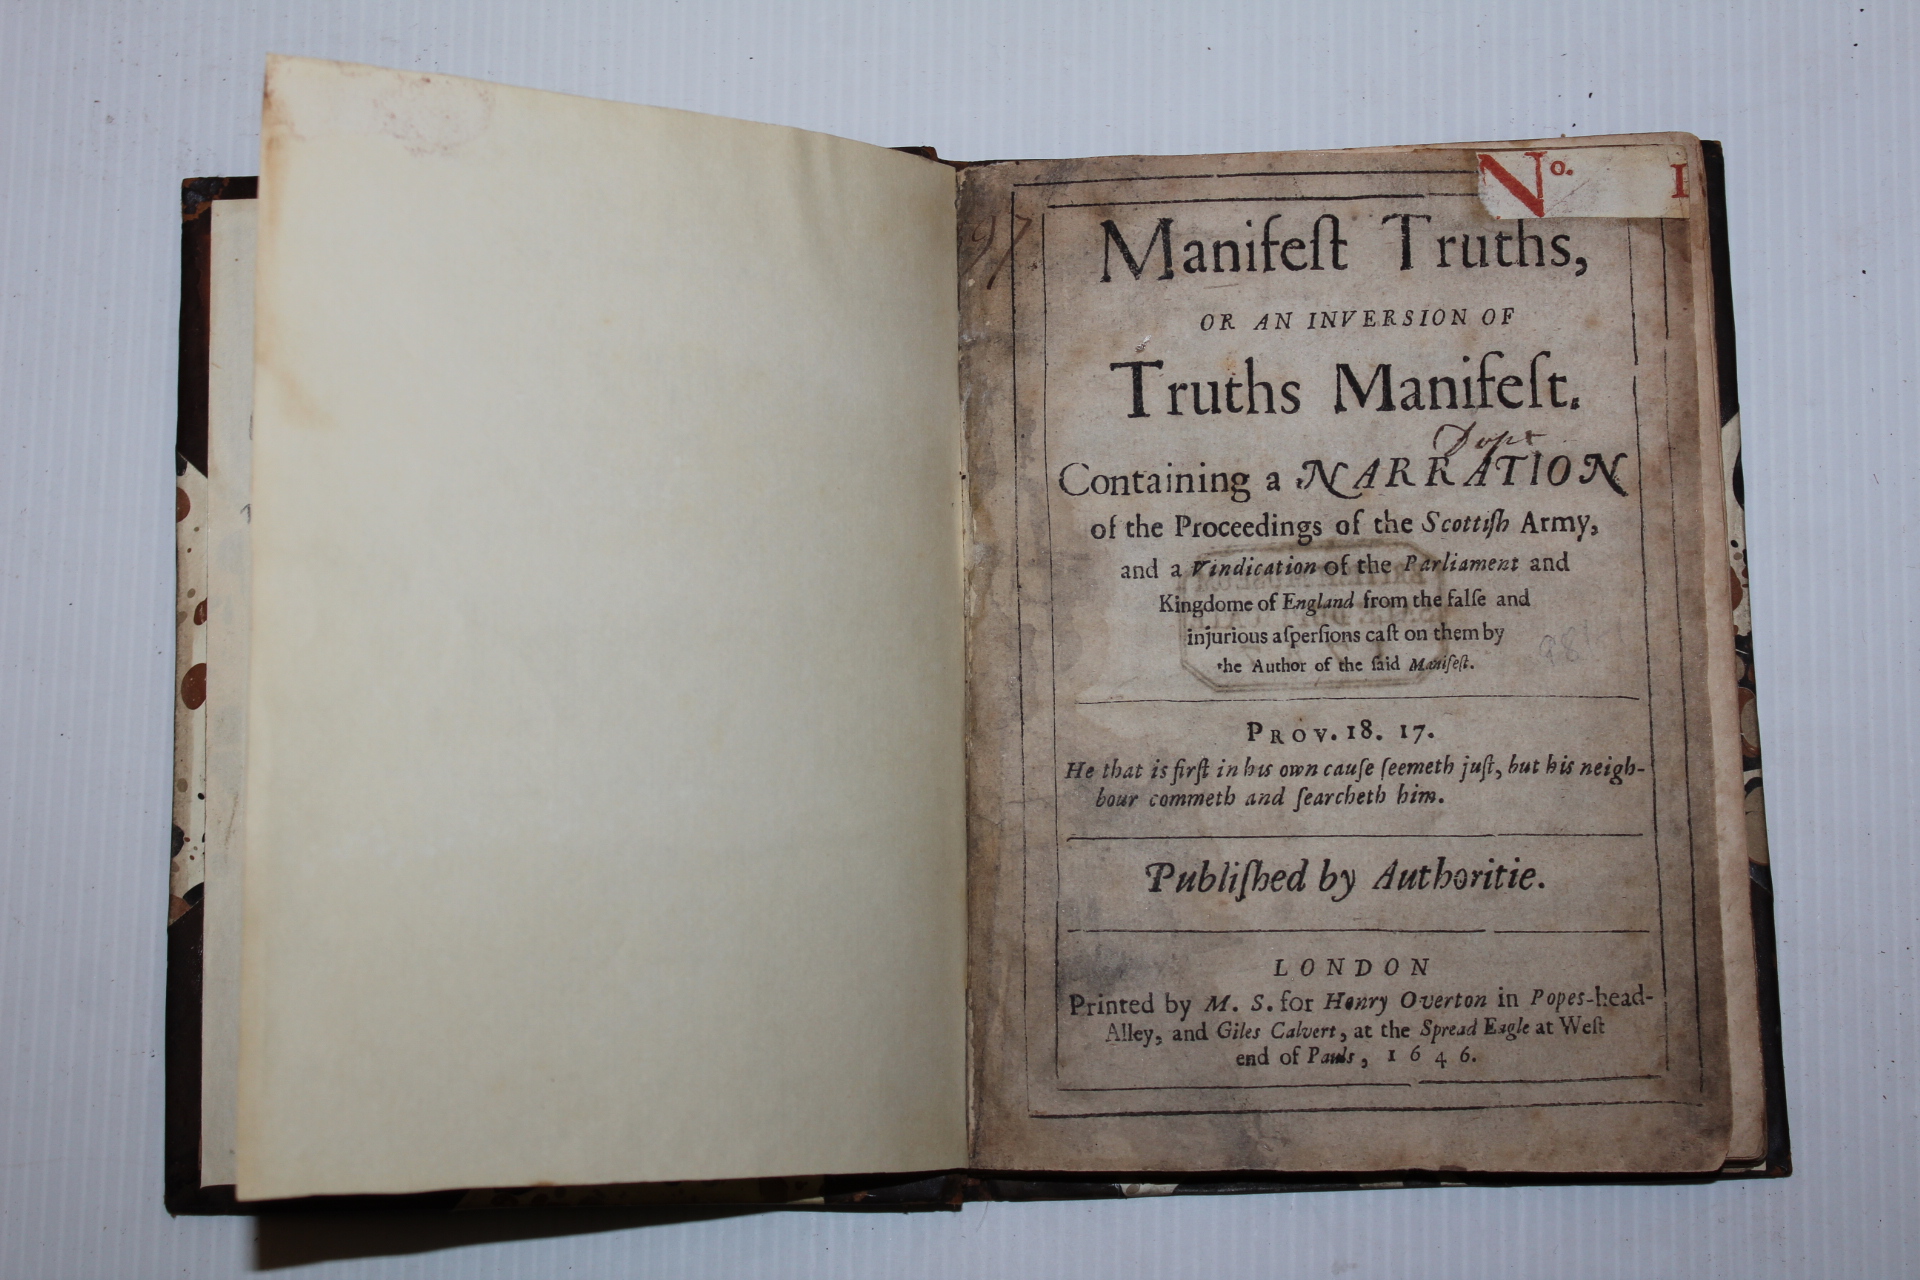 No. 1
97
Manifeſt Truths,
OR AN INVERSION OF
Truths Manifeſt.
Dupt
Containing a NARRATION
of the Proceedings of the Scottiſh Army,
and a Vindication of the Parliament and
Kingdome of England from the falſe and
injurious aſperſions caſt on them by
the Author of the ſaid Manifeſt.
PROV. 18. 17.
He that is firſt in his own cauſe ſeemeth juſt, but his neigh-
bour commeth and ſearcheth him.
Publiſhed by Authoritie.
LONDON
Printed by M. S. for Henry Overton in Popes-head-
Alley, and Giles Calvert, at the Spread Eagle at Weſt
end of Pauls, 1646.